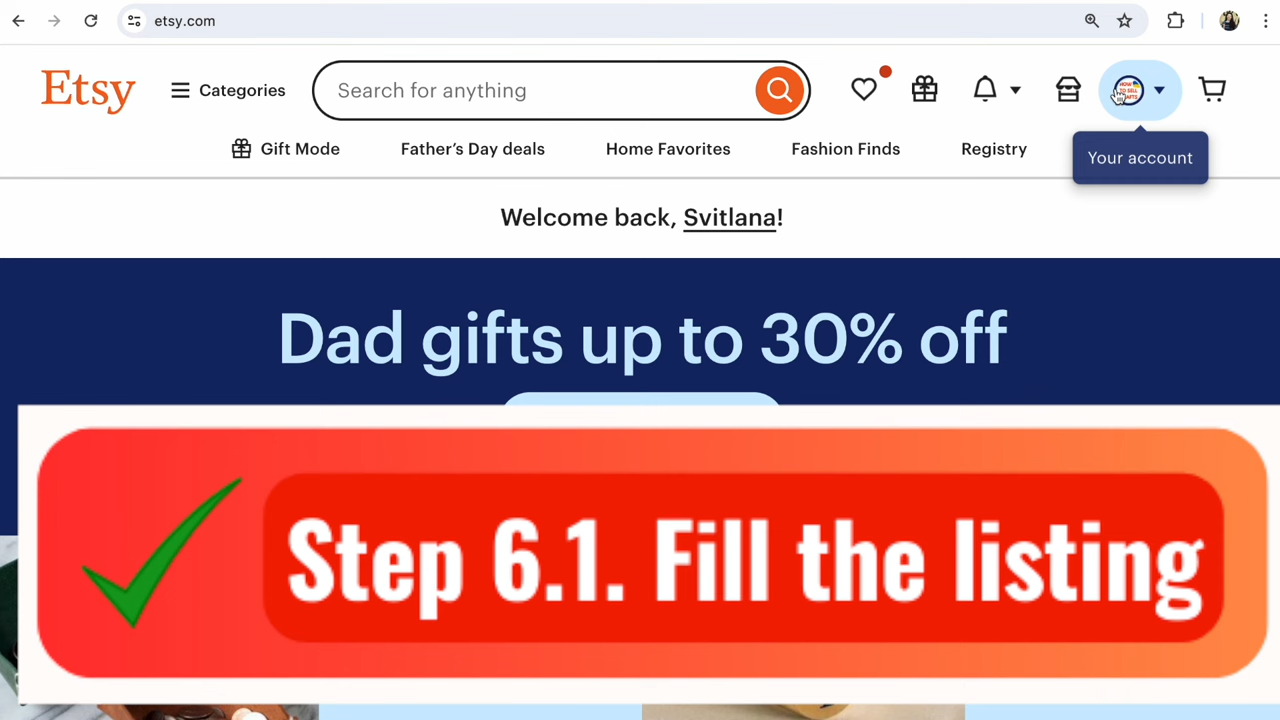 etsy.com
Etsy
Categories
Search for anything
Gift Mode
Father's Day deals
Home Favorites
Fashion Finds
Registry
Your account
Welcome back, Svitlana!
Dad gifts up to 30% off
Step 6.1. Fill the listing